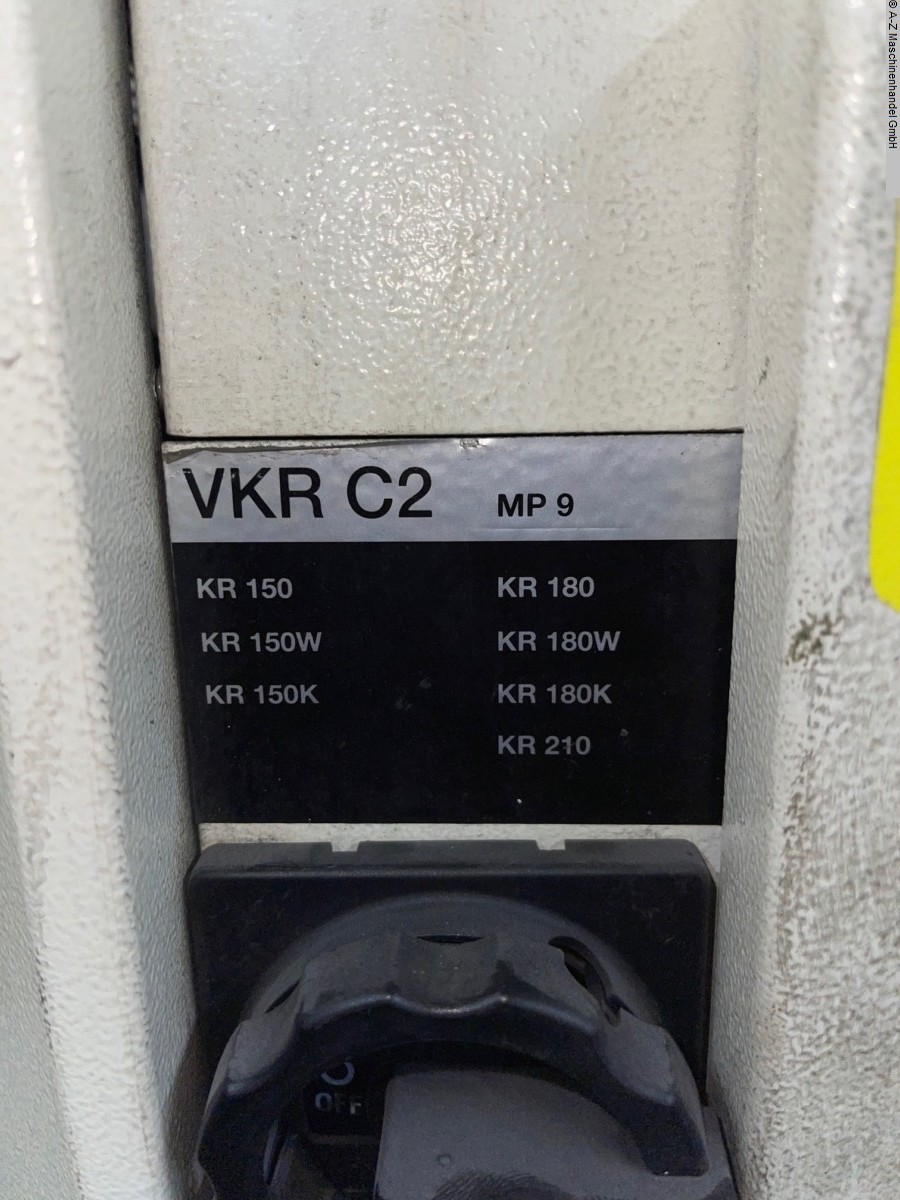 ® A-Z Maschinenhandel GmbH
VKR C2 MP 9
KR 150 KR 180
KR 150W KR 180W
KR 150K KR 180K
KR 210
OFF